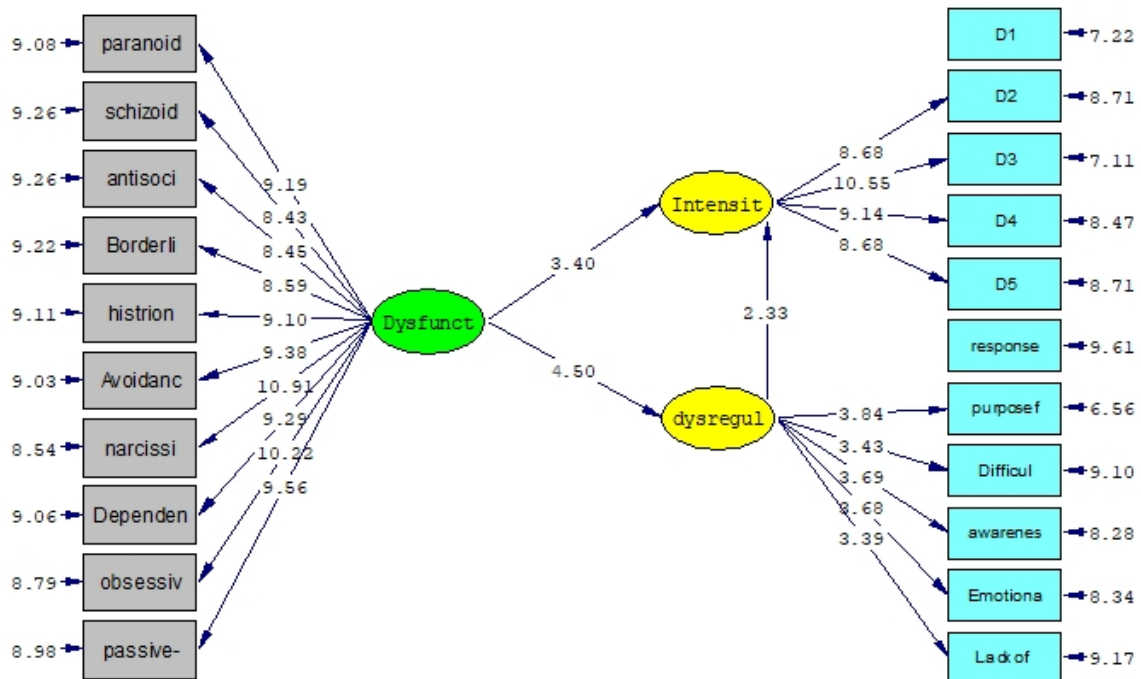 9.08 paranoid
9.26 schizoid
9.26 antisoci
9.22 Borderli
9.11 histrion
9.03 Avoidanc
8.54 narcissi
9.06 Dependen
8.79 obsessiv
8.98 passive-
9.19
8.43
8.45
8.59
9.10
9.38
10.91
9.29
10.22
9.56
Dysfunct
3.40
4.50
Intensit
2.33
dysregul
8.68
10.55
9.14
8.68
3.84
3.43
3.69
3.68
3.39
D1 7.22
D2 8.71
D3 7.11
D4 8.47
D5 8.71
response 9.61
purposef 6.56
Difficul 9.10
awarenes 8.28
Emotiona 8.34
Lack of 9.17